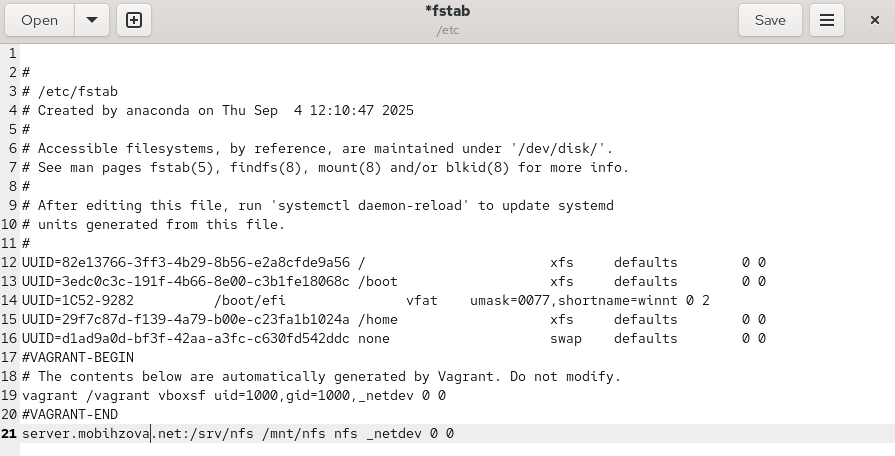 Open
*fstab
/etc
Save
1
2 #
3 # /etc/fstab
4 # Created by anaconda on Thu Sep  4 12:10:47 2025
5 #
6 # Accessible filesystems, by reference, are maintained under '/dev/disk/'.
7 # See man pages fstab(5), findfs(8), mount(8) and/or blkid(8) for more info.
8 #
9 # After editing this file, run 'systemctl daemon-reload' to update systemd
10 # units generated from this file.
11 #
12 UUID=82e13766-3ff3-4b29-8b56-e2a8cfde9a56 /                       xfs     defaults        0 0
13 UUID=3edc0c3c-191f-4b66-8e00-c3b1fe18068c /boot                   xfs     defaults        0 0
14 UUID=1C52-9282          /boot/efi               vfat    umask=0077,shortname=winnt 0 2
15 UUID=29f7c87d-f139-4a79-b00e-c23fa1b1024a /home                   xfs     defaults        0 0
16 UUID=d1ad9a0d-bf3f-42aa-a3fc-c630fd542ddc none                    swap    defaults        0 0
17 #VAGRANT-BEGIN
18 # The contents below are automatically generated by Vagrant. Do not modify.
19 vagrant /vagrant vboxsf uid=1000,gid=1000,_netdev 0 0
20 #VAGRANT-END
21 server.mobihzova.net:/srv/nfs /mnt/nfs nfs _netdev 0 0